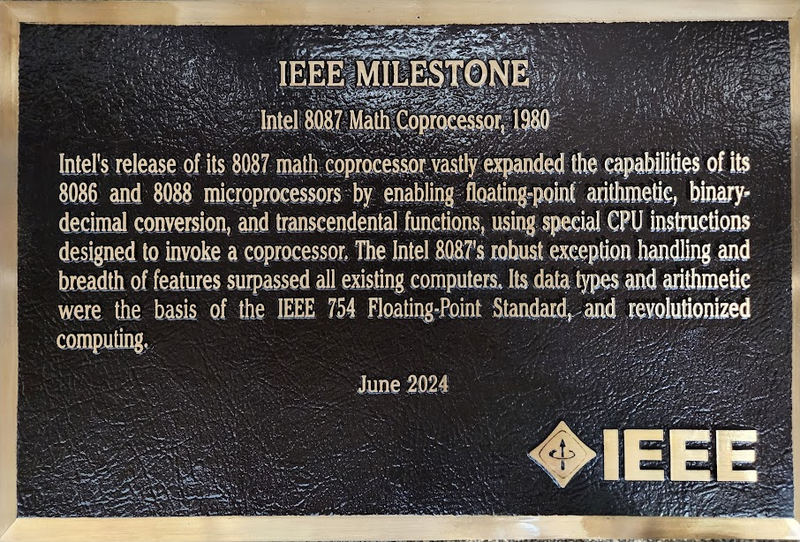 IEEE MILESTONE
Intel 8087 Math Coprocessor, 1980
Intel's release of its 8087 math coprocessor vastly expanded the capabilities of its
8086 and 8088 microprocessors by enabling floating-point arithmetic, binary-
decimal conversion, and transcendental functions, using special CPU instructions
designed to invoke a coprocessor. The Intel 8087's robust exception handling and
breadth of features surpassed all existing computers. Its data types and arithmetic
were the basis of the IEEE 754 Floating-Point Standard, and revolutionized
computing.
June 2024
IEEE